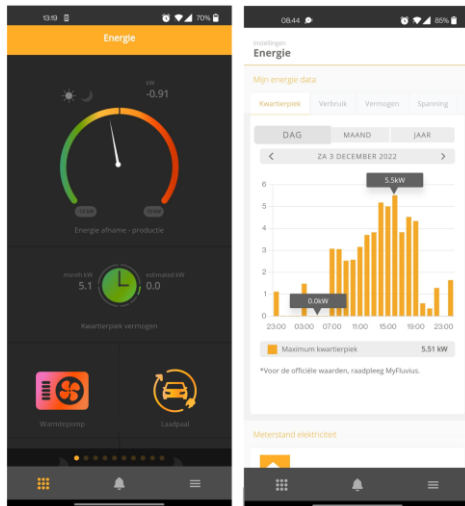 13:19
70%
Energie
kW
-0.91
Energie afname - productie
month kW
5.1
estimated kW
0.0
Kwartierpiek vermogen
Warmtepomp
Laadpaal
08:44
85%
Instellingen
Energie
Mijn energie data
Kwartierpiek
Verbruik
Vermogen
Spanning
DAG
MAAND
JAAR
ZA 3 DECEMBER 2022
5.5kW
6
5
4
3
2
1
0
0.0kW
23:00
03:00
07:00
11:00
15:00
19:00
23:00
Maximum kwartierpiek
5.51 kW
*Voor de officiële waarden, raadpleeg MyFluvius.
Meterstand elektriciteit